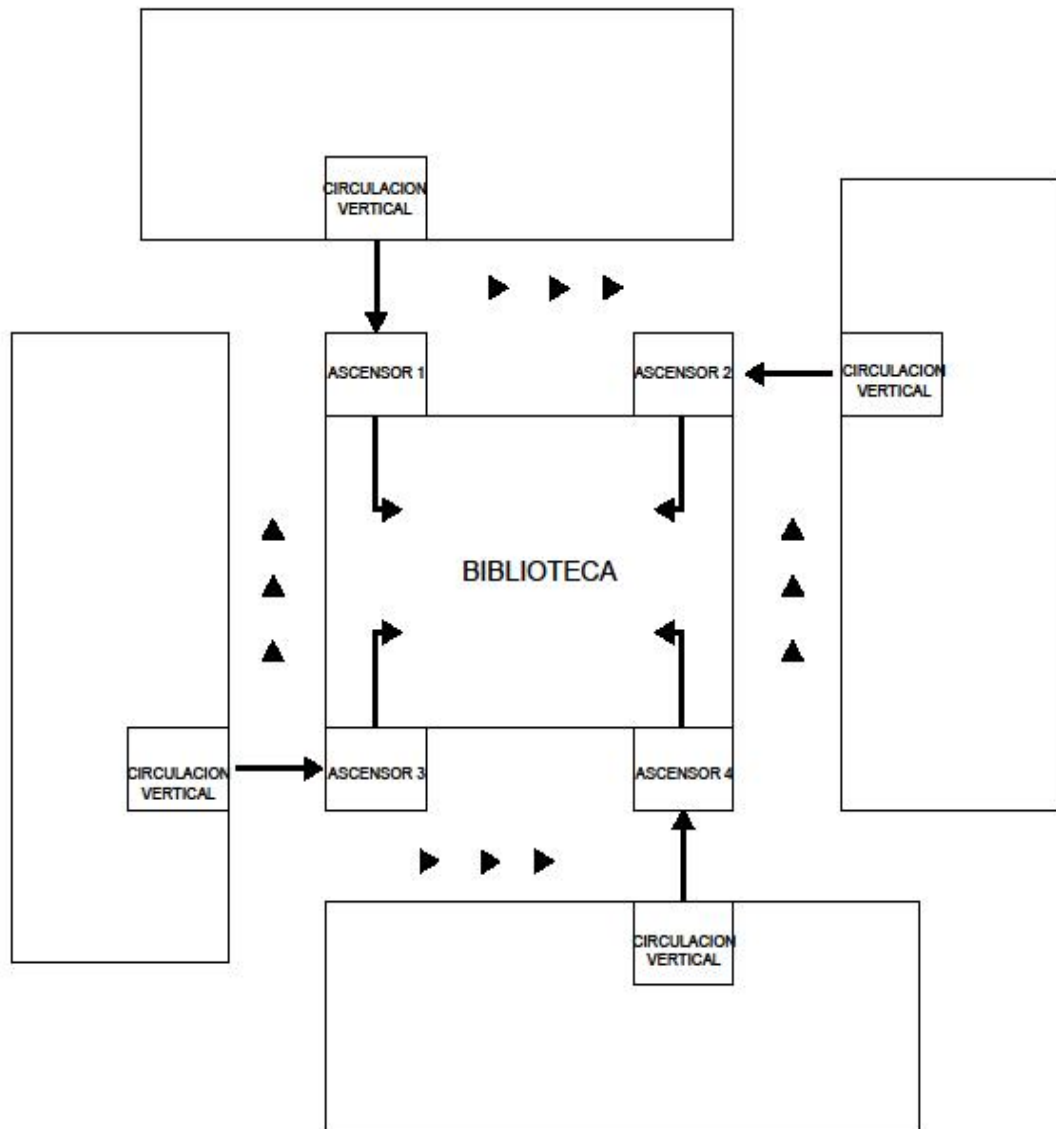 CIRCULACION
VERTICAL
ASCENSOR 1
ASCENSOR 2
CIRCULACION
VERTICAL
BIBLIOTECA
CIRCULACION
VERTICAL
ASCENSOR 3
ASCENSOR 4
CIRCULACION
VERTICAL